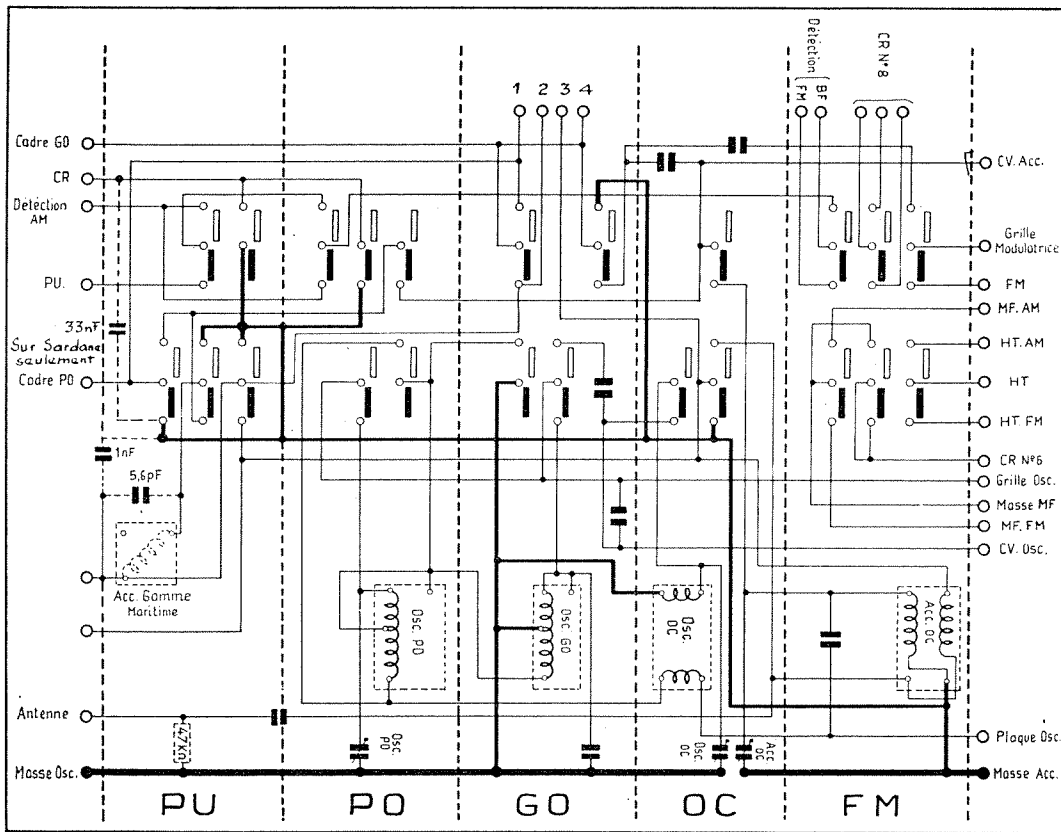 Détection
FM
BF
CR Nº8
1 2 3 4
Cadre GO
CR
Détection
AM
PU.
33nF
Sur Sardane
seulement
Cadre PO
1nF
5,6pF
Acc. Gamme
Maritime
Antenne
47KΩ
Masse Osc.
CV. Acc.
Grille
Modulatrice
FM
MF. AM
HT. AM
HT
HT. FM
CR Nº6
Grille Osc.
Masse MF
MF. FM
CV. Osc.
Plaque Osc.
Masse Acc.
Osc. PO
Osc. GO
Osc. OC
Acc. OC
Osc.
PO
Osc.
OC
Acc
OC
PU PO GO OC FM